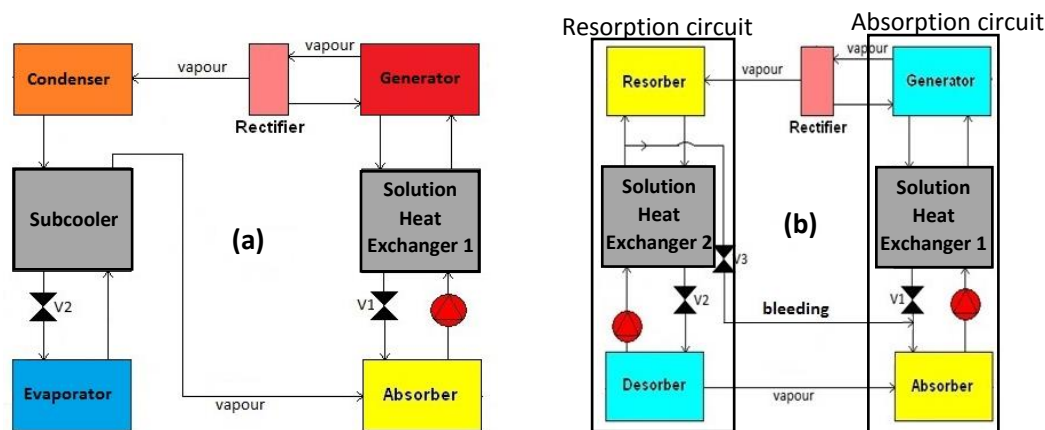 Condenser
vapour
Rectifier
vapour
Generator
Subcooler
(a)
Solution
Heat
Exchanger 1
V2
V1
Evaporator
vapour
Absorber
Resorption circuit
Absorption circuit
Resorber
vapour
Rectifier
vapour
Generator
Solution
Heat
Exchanger 2
(b)
Solution
Heat
Exchanger 1
V3
V2
V1
bleeding
Desorber
vapour
Absorber